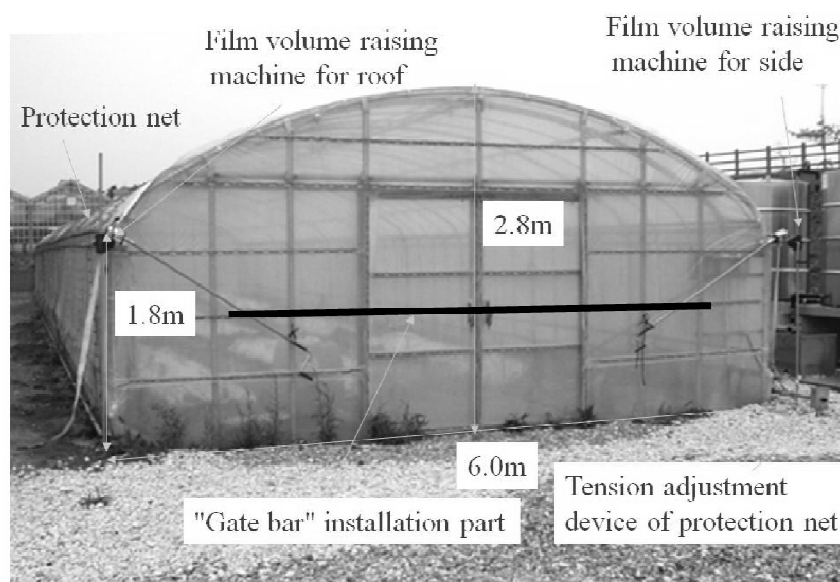 Film volume raising
machine for roof
Film volume raising
machine for side
Protection net
2.8m
1.8m
6.0m
Tension adjustment
device of protection net
"Gate bar" installation part